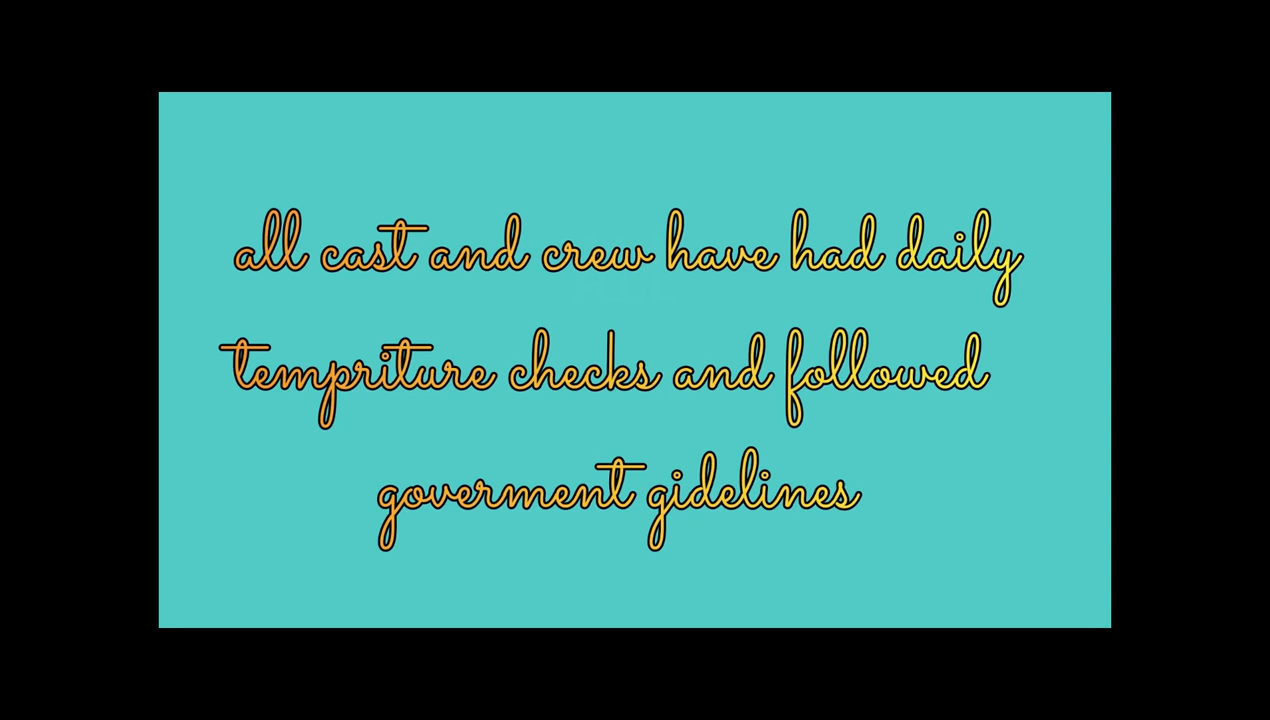 all cast and crew have had daily
tempriture checks and followed
goverment gidelines